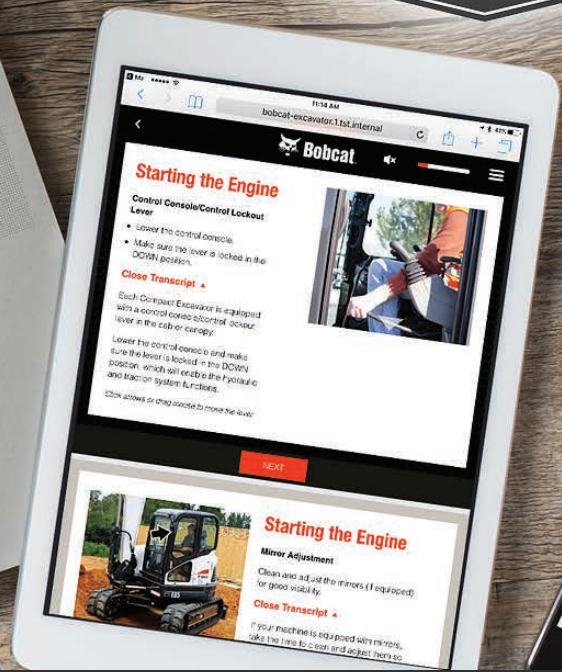 11:14 AM
41%
bobcat-excavator.1.tst.internal
Bobcat
Starting the Engine
Control Console/Control Lockout
Lever
• Lower the control console.
• Make sure the lever is locked in the
DOWN position.
Close Transcript ▲
Each Compact Excavator is equipped
with a control console/control lockout
lever in the cab or canopy.
Lower the control console and make
sure the lever is locked in the DOWN
position, which will enable the hydraulic
and traction system functions.
Click arrows or drag mouse to move the lever
NEXT
E85
Starting the Engine
Mirror Adjustment
Clean and adjust the mirrors (if equipped)
for good visibility.
Close Transcript ▲
If your machine is equipped with mirrors,
take the time to clean and adjust them so